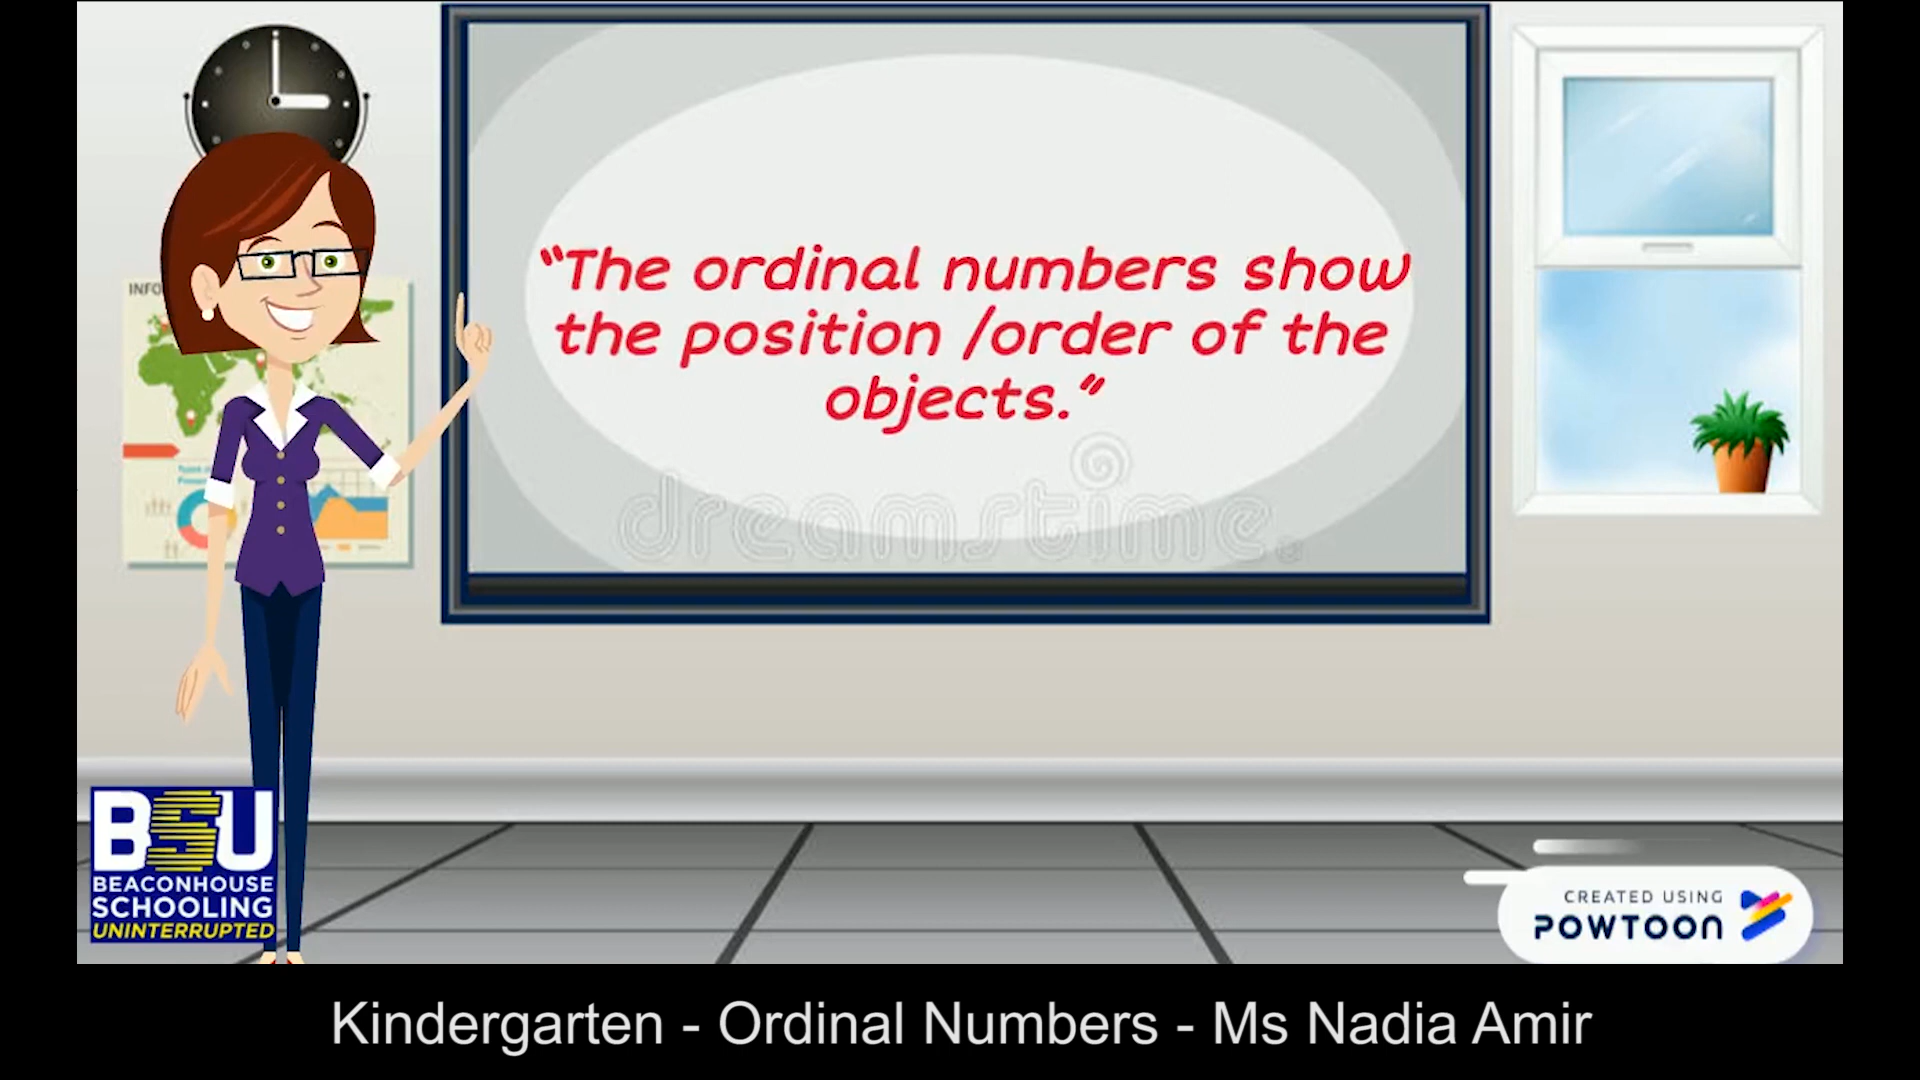 INFO
“The ordinal numbers show
the position /order of the
objects.”
dreamstime
BSU
BEACONHOUSE
SCHOOLING
UNINTERRUPTED
CREATED USING
POWTOON
Kindergarten - Ordinal Numbers - Ms Nadia Amir